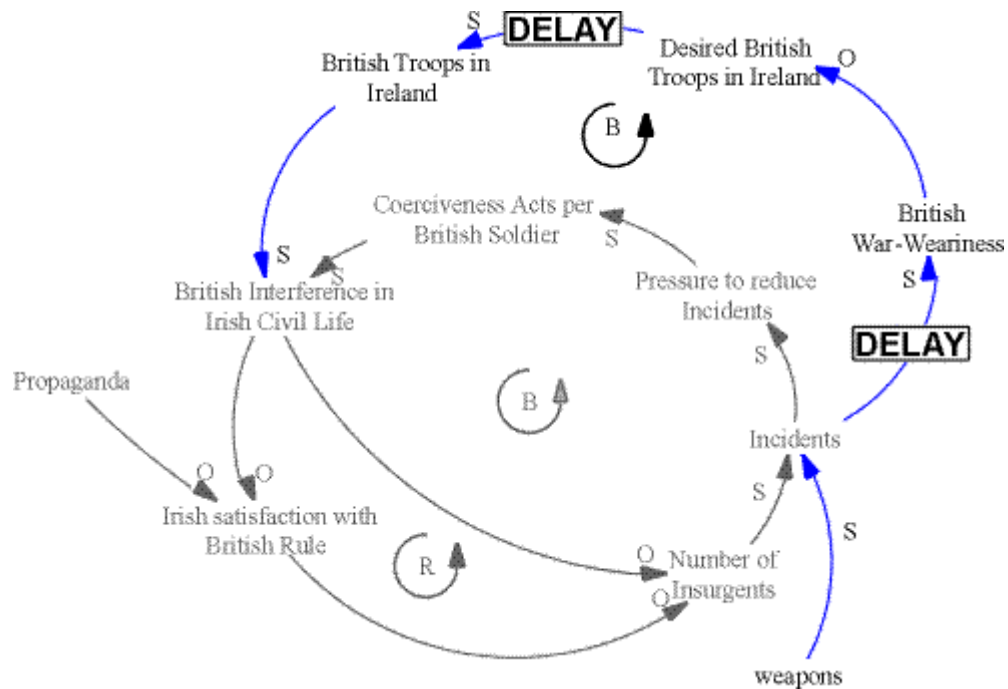 S
DELAY
British Troops in
Ireland
Desired British
Troops in Ireland
O
B
Coerciveness Acts per
British Soldier
S
British
War-Weariness
S
S
S
British Interference in
Irish Civil Life
Pressure to reduce
Incidents
DELAY
S
Propaganda
B
Incidents
O
O
S
Irish satisfaction with
British Rule
S
R
O
Number of
Insurgents
O
weapons